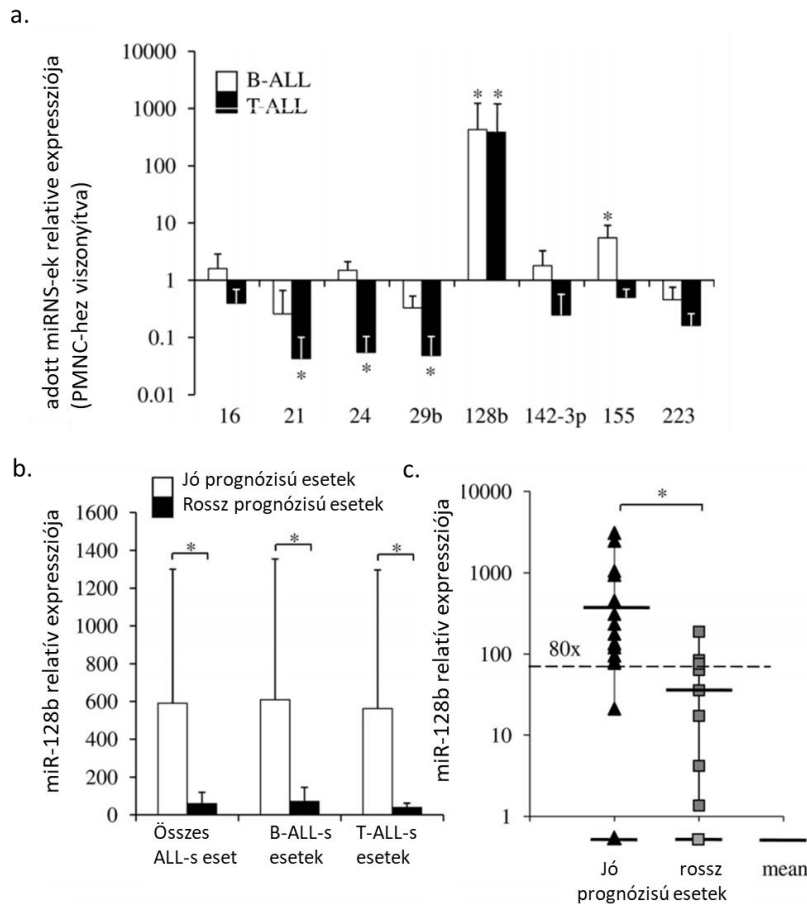 a.
adott miRNS-ek relative expressziója
(PMNC-hez viszonyítva)
10000
1000
100
10
1
0.1
0.01
B-ALL
T-ALL
* *
*
* * *
16 21 24 29b 128b 142-3p 155 223
b.
Jó prognózisú esetek
Rossz prognózisú esetek
miR-128b relatív expressziója
1600
1400
1200
1000
800
600
400
200
0
* * *
Összes
ALL-s eset
B-ALL-s
esetek
T-ALL-s
esetek
c.
miR-128b relatív expressziója
10000
1000
100
10
1
*
80x
Jó rossz mean
prognózisú esetek